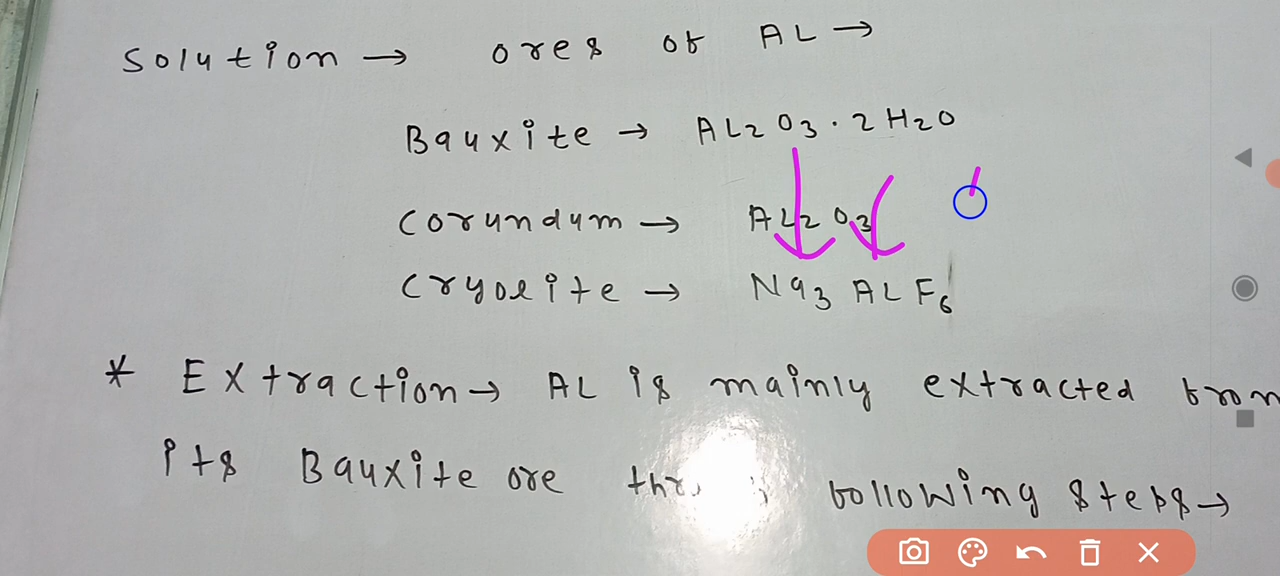 Solution → ores of AL →
Bauxite → AL2O3.2H2O
Corundum → AL2O3
Cryolite → Na3ALF6
* Extraction → AL is mainly extracted from
its Bauxite ore following steps →